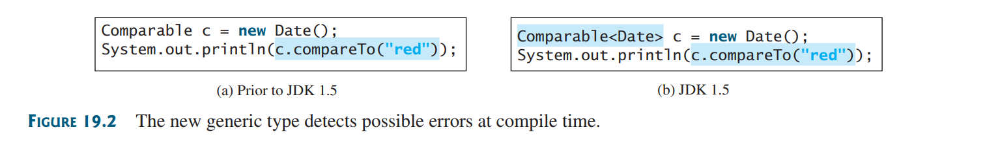 Comparable c = new Date();
System.out.println(c.compareTo("red"));
(a) Prior to JDK 1.5
Comparable<Date> c = new Date();
System.out.println(c.compareTo("red"));
(b) JDK 1.5
FIGURE 19.2 The new generic type detects possible errors at compile time.